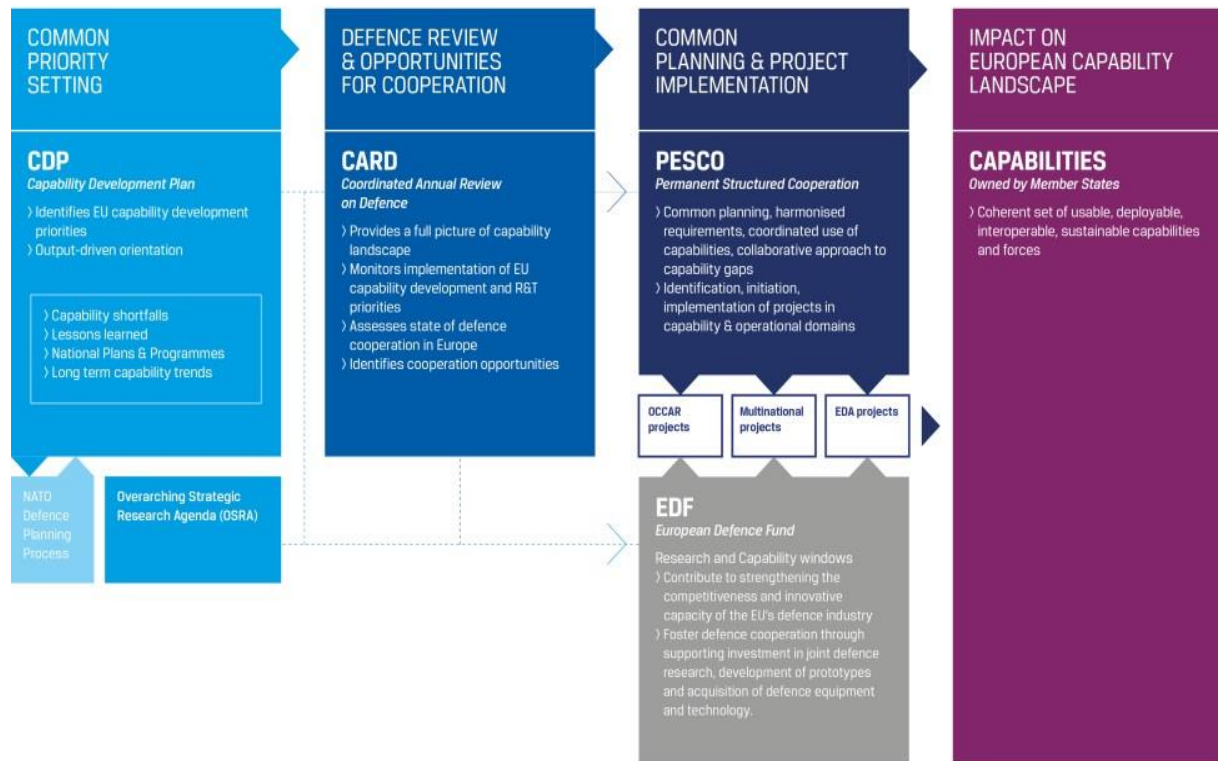 COMMON
PRIORITY
SETTING
CDP
Capability Development Plan
〉Identifies EU capability development
priorities
〉Output-driven orientation
〉Capability shortfalls
〉Lessons learned
〉National Plans & Programmes
〉Long term capability trends
NATO
Defence
Planning
Process
Overarching Strategic
Research Agenda (OSRA)
DEFENCE REVIEW
& OPPORTUNITIES
FOR COOPERATION
CARD
Coordinated Annual Review
on Defence
〉Provides a full picture of capability
landscape
〉Monitors implementation of EU
capability development and R&T
priorities
〉Assesses state of defence
cooperation in Europe
〉Identifies cooperation opportunities
COMMON
PLANNING & PROJECT
IMPLEMENTATION
PESCO
Permanent Structured Cooperation
〉Common planning, harmonised
requirements, coordinated use of
capabilities, collaborative approach to
capability gaps
〉Identification, initiation,
implementation of projects in
capability & operational domains
OCCAR
projects
Multinational
projects
EDA projects
EDF
European Defence Fund
Research and Capability windows
〉Contribute to strengthening the
competitiveness and innovative
capacity of the EU's defence industry
〉Foster defence cooperation through
supporting investment in joint defence
research, development of prototypes
and acquisition of defence equipment
and technology.
IMPACT ON
EUROPEAN CAPABILITY
LANDSCAPE
CAPABILITIES
Owned by Member States
〉Coherent set of usable, deployable,
interoperable, sustainable capabilities
and forces